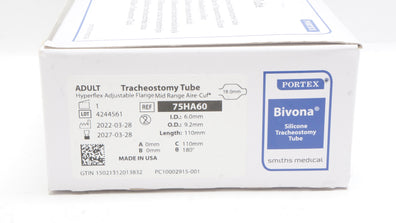 ADULT Tracheostomy Tube
Hyperflex Adjustable Flange Mid Range Aire-Cuf®
18.0mm
1
REF 75HA60
LOT 4244561
I.D.: 6.0mm
2022-03-28
O.D.: 9.2mm
2027-03-28
Length: 110mm
A 0mm C 110mm
B 0mm θ 180°
MADE IN USA
GTIN 15021312013832 PC10002915-001
PORTEX
Bivona®
Silicone
Tracheostomy
Tube
smiths medical